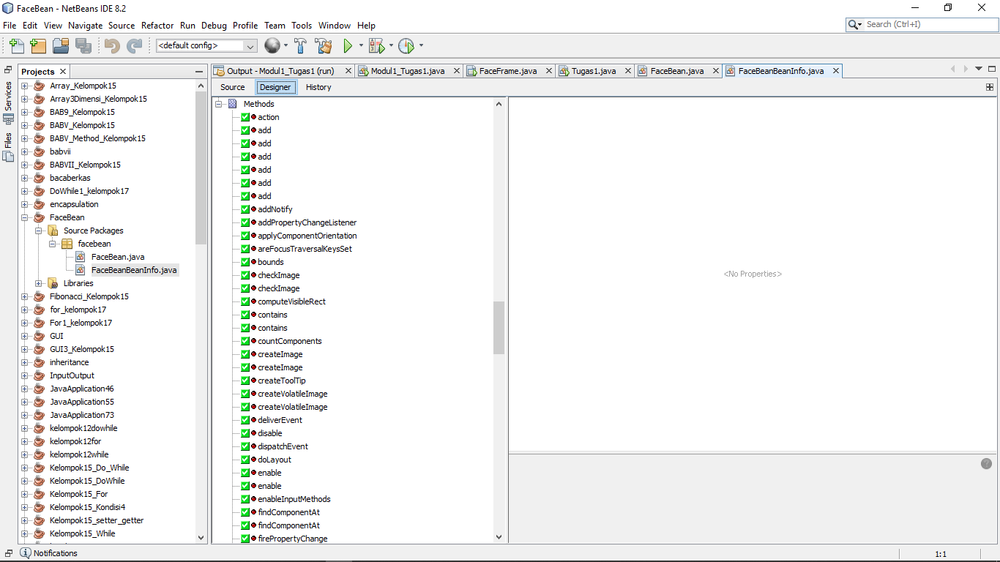 FaceBean - NetBeans IDE 8.2
File Edit View Navigate Source Refactor Run Debug Profile Team Tools Window Help
Search (Ctrl+I)
<default config>
Services
Files
Projects
Array_Kelompok15
Array3Dimensi_Kelompok15
BAB9_Kelompok15
BABV_Kelompok15
BABV_Method_Kelompok15
babvii
BABVII_Kelompok15
bacaberkas
DoWhile1_kelompok17
encapsulation
FaceBean
Source Packages
facebean
FaceBean.java
FaceBeanBeanInfo.java
Libraries
Fibonacci_Kelompok15
for_kelompok17
For1_kelompok17
GUI
GUI3_Kelompok15
inheritance
InputOutput
JavaApplication46
JavaApplication55
JavaApplication73
kelompok12dowhile
kelompok12for
kelompok12while
Kelompok15_Do_While
Kelompok15_DoWhile
Kelompok15_For
Kelompok15_Kondisi4
Kelompok15_setter_getter
Kelompok15_While
Output - Modul1_Tugas1 (run) Modul1_Tugas1.java FaceFrame.java Tugas1.java FaceBean.java FaceBeanBeanInfo.java
Source Designer History
Methods
action
add
add
add
add
add
add
addNotify
addPropertyChangeListener
applyComponentOrientation
areFocusTraversalKeysSet
bounds
checkImage
checkImage
computeVisibleRect
contains
contains
countComponents
createImage
createImage
createToolTip
createVolatileImage
createVolatileImage
deliverEvent
disable
dispatchEvent
doLayout
enable
enable
enableInputMethods
findComponentAt
findComponentAt
firePropertyChange
<No Properties>
Notifications
1:1